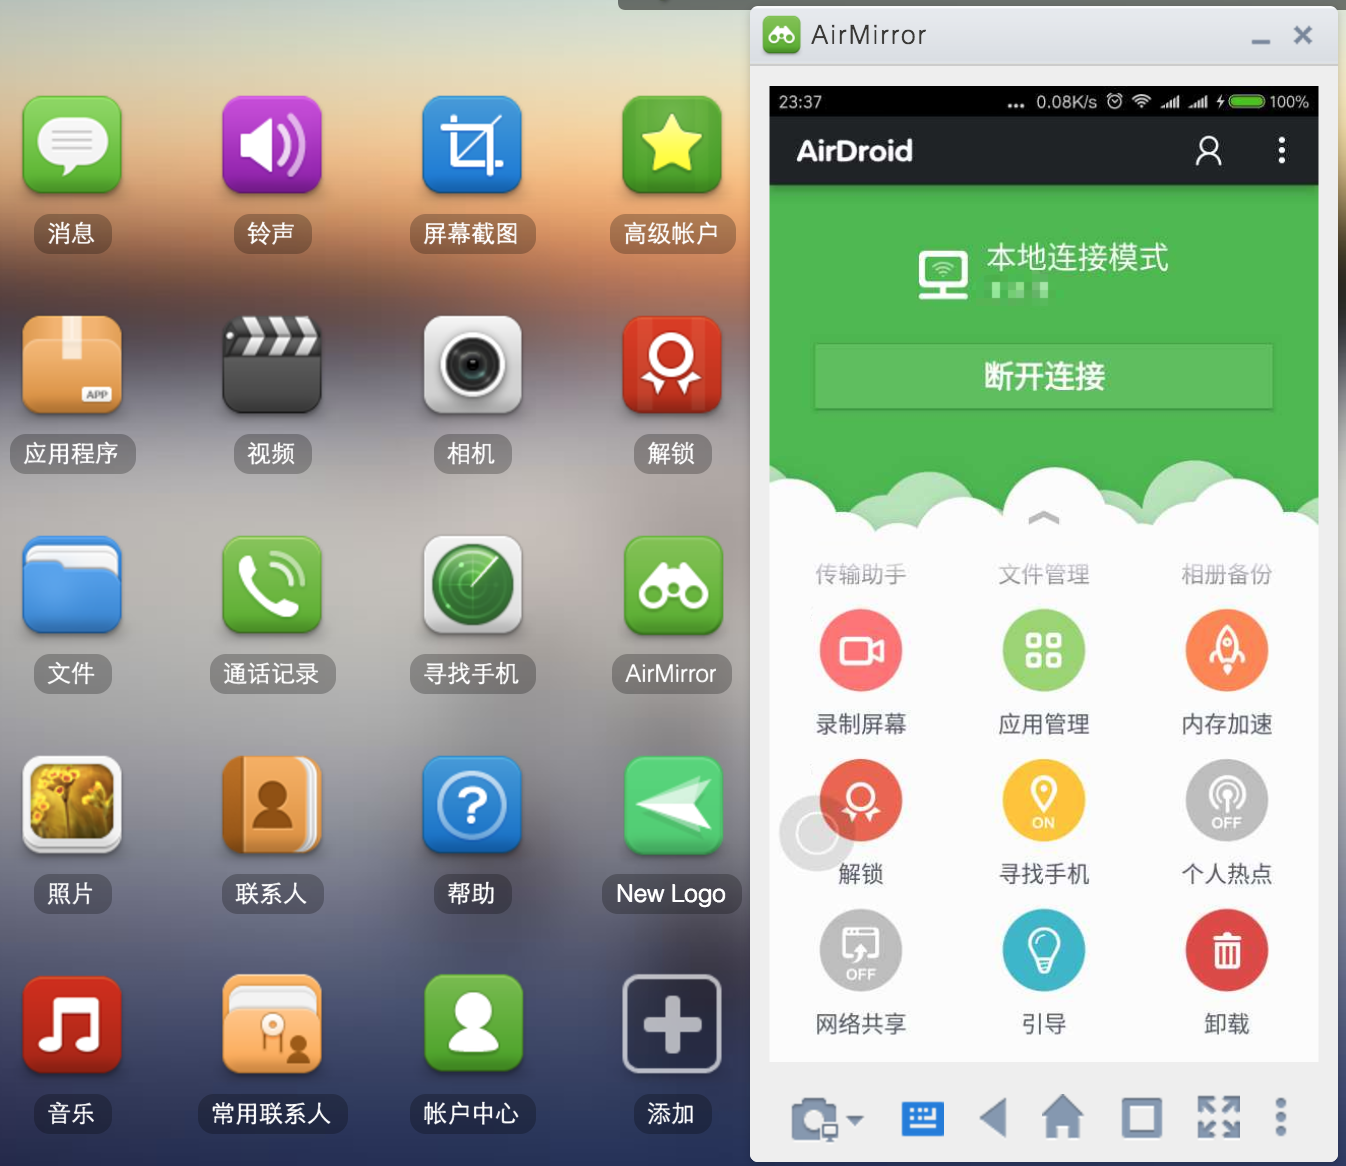 消息
铃声
屏幕截图
高级帐户
应用程序
APP
视频
相机
解锁
文件
通话记录
寻找手机
AirMirror
照片
联系人
帮助
New Logo
音乐
常用联系人
帐户中心
添加
AirMirror
23:37 ... 0.08K/s 100%
AirDroid
本地连接模式
断开连接
传输助手 文件管理 相册备份
录制屏幕 应用管理 内存加速
ON OFF
解锁 寻找手机 个人热点
OFF
网络共享 引导 卸载